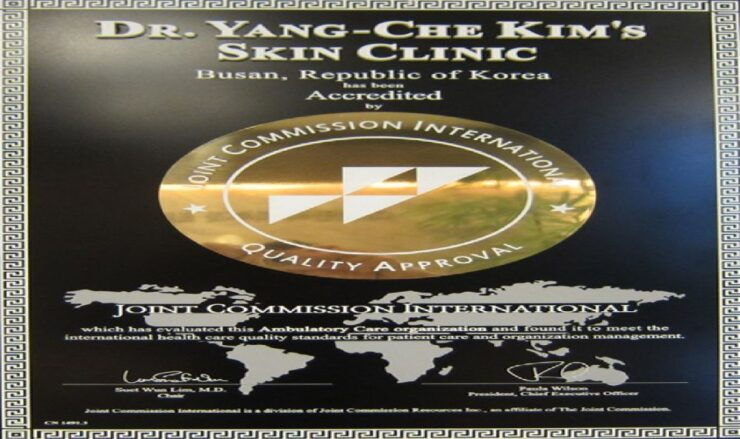 DR. YANG-CHE KIM'S
SKIN CLINIC
Busan, Republic of Korea
has been
Accredited
by
JOINT COMMISSION INTERNATIONAL
QUALITY APPROVAL
JOINT COMMISSION INTERNATIONAL
which has evaluated this Ambulatory Care organization and found it to meet the
international health care quality standards for patient care and organization management.
Suet Wun Lim, M.D.
Chair
Paula Wilson
President, Chief Executive Officer
Joint Commission International is a division of Joint Commission Resources Inc., an affiliate of The Joint Commission.